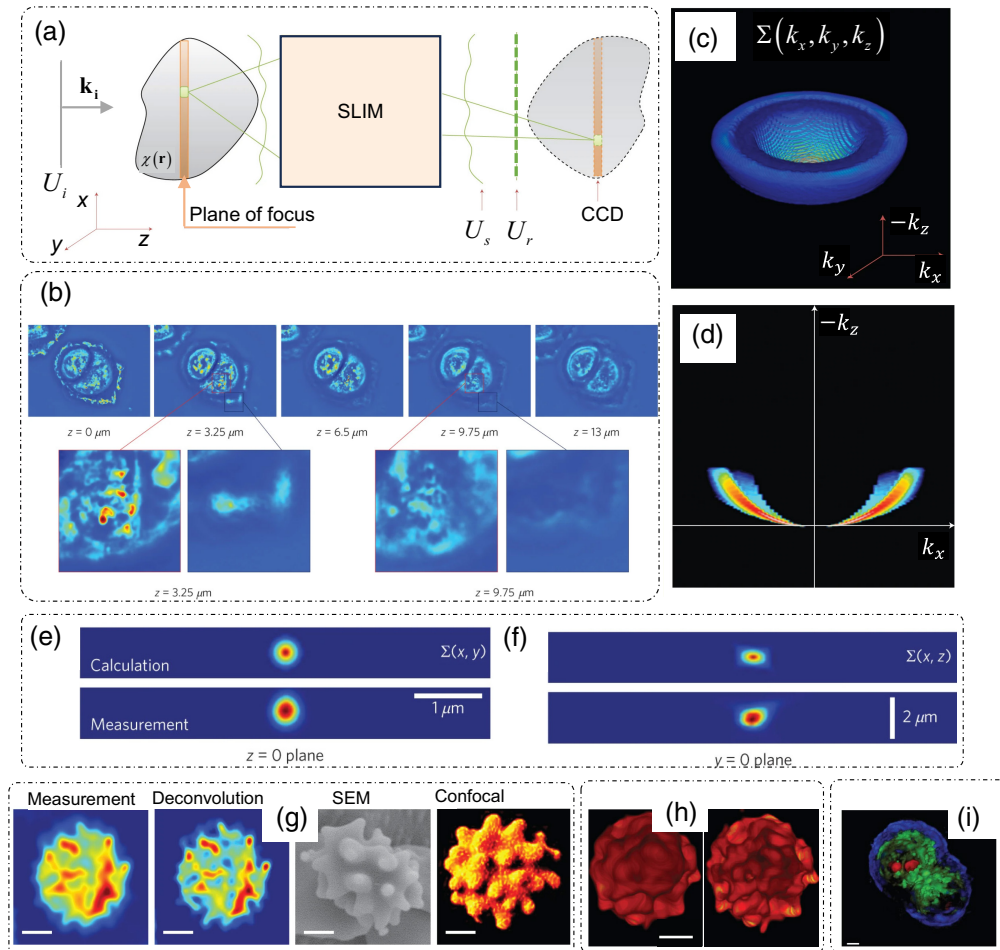 (a)
k_i
SLIM
χ(r)
U_i
Plane of focus
x
y
z
U_s
U_r
CCD
(b)
z = 0 μm
z = 3.25 μm
z = 6.5 μm
z = 9.75 μm
z = 13 μm
z = 3.25 μm
z = 9.75 μm
(c)
Σ(k_x, k_y, k_z)
−k_z
k_y
k_x
(d)
−k_z
k_x
(e)
Calculation
Σ(x, y)
Measurement
1 μm
z = 0 plane
(f)
Σ(x, z)
2 μm
y = 0 plane
Measurement
Deconvolution
(g)
SEM
Confocal
(h)
(i)